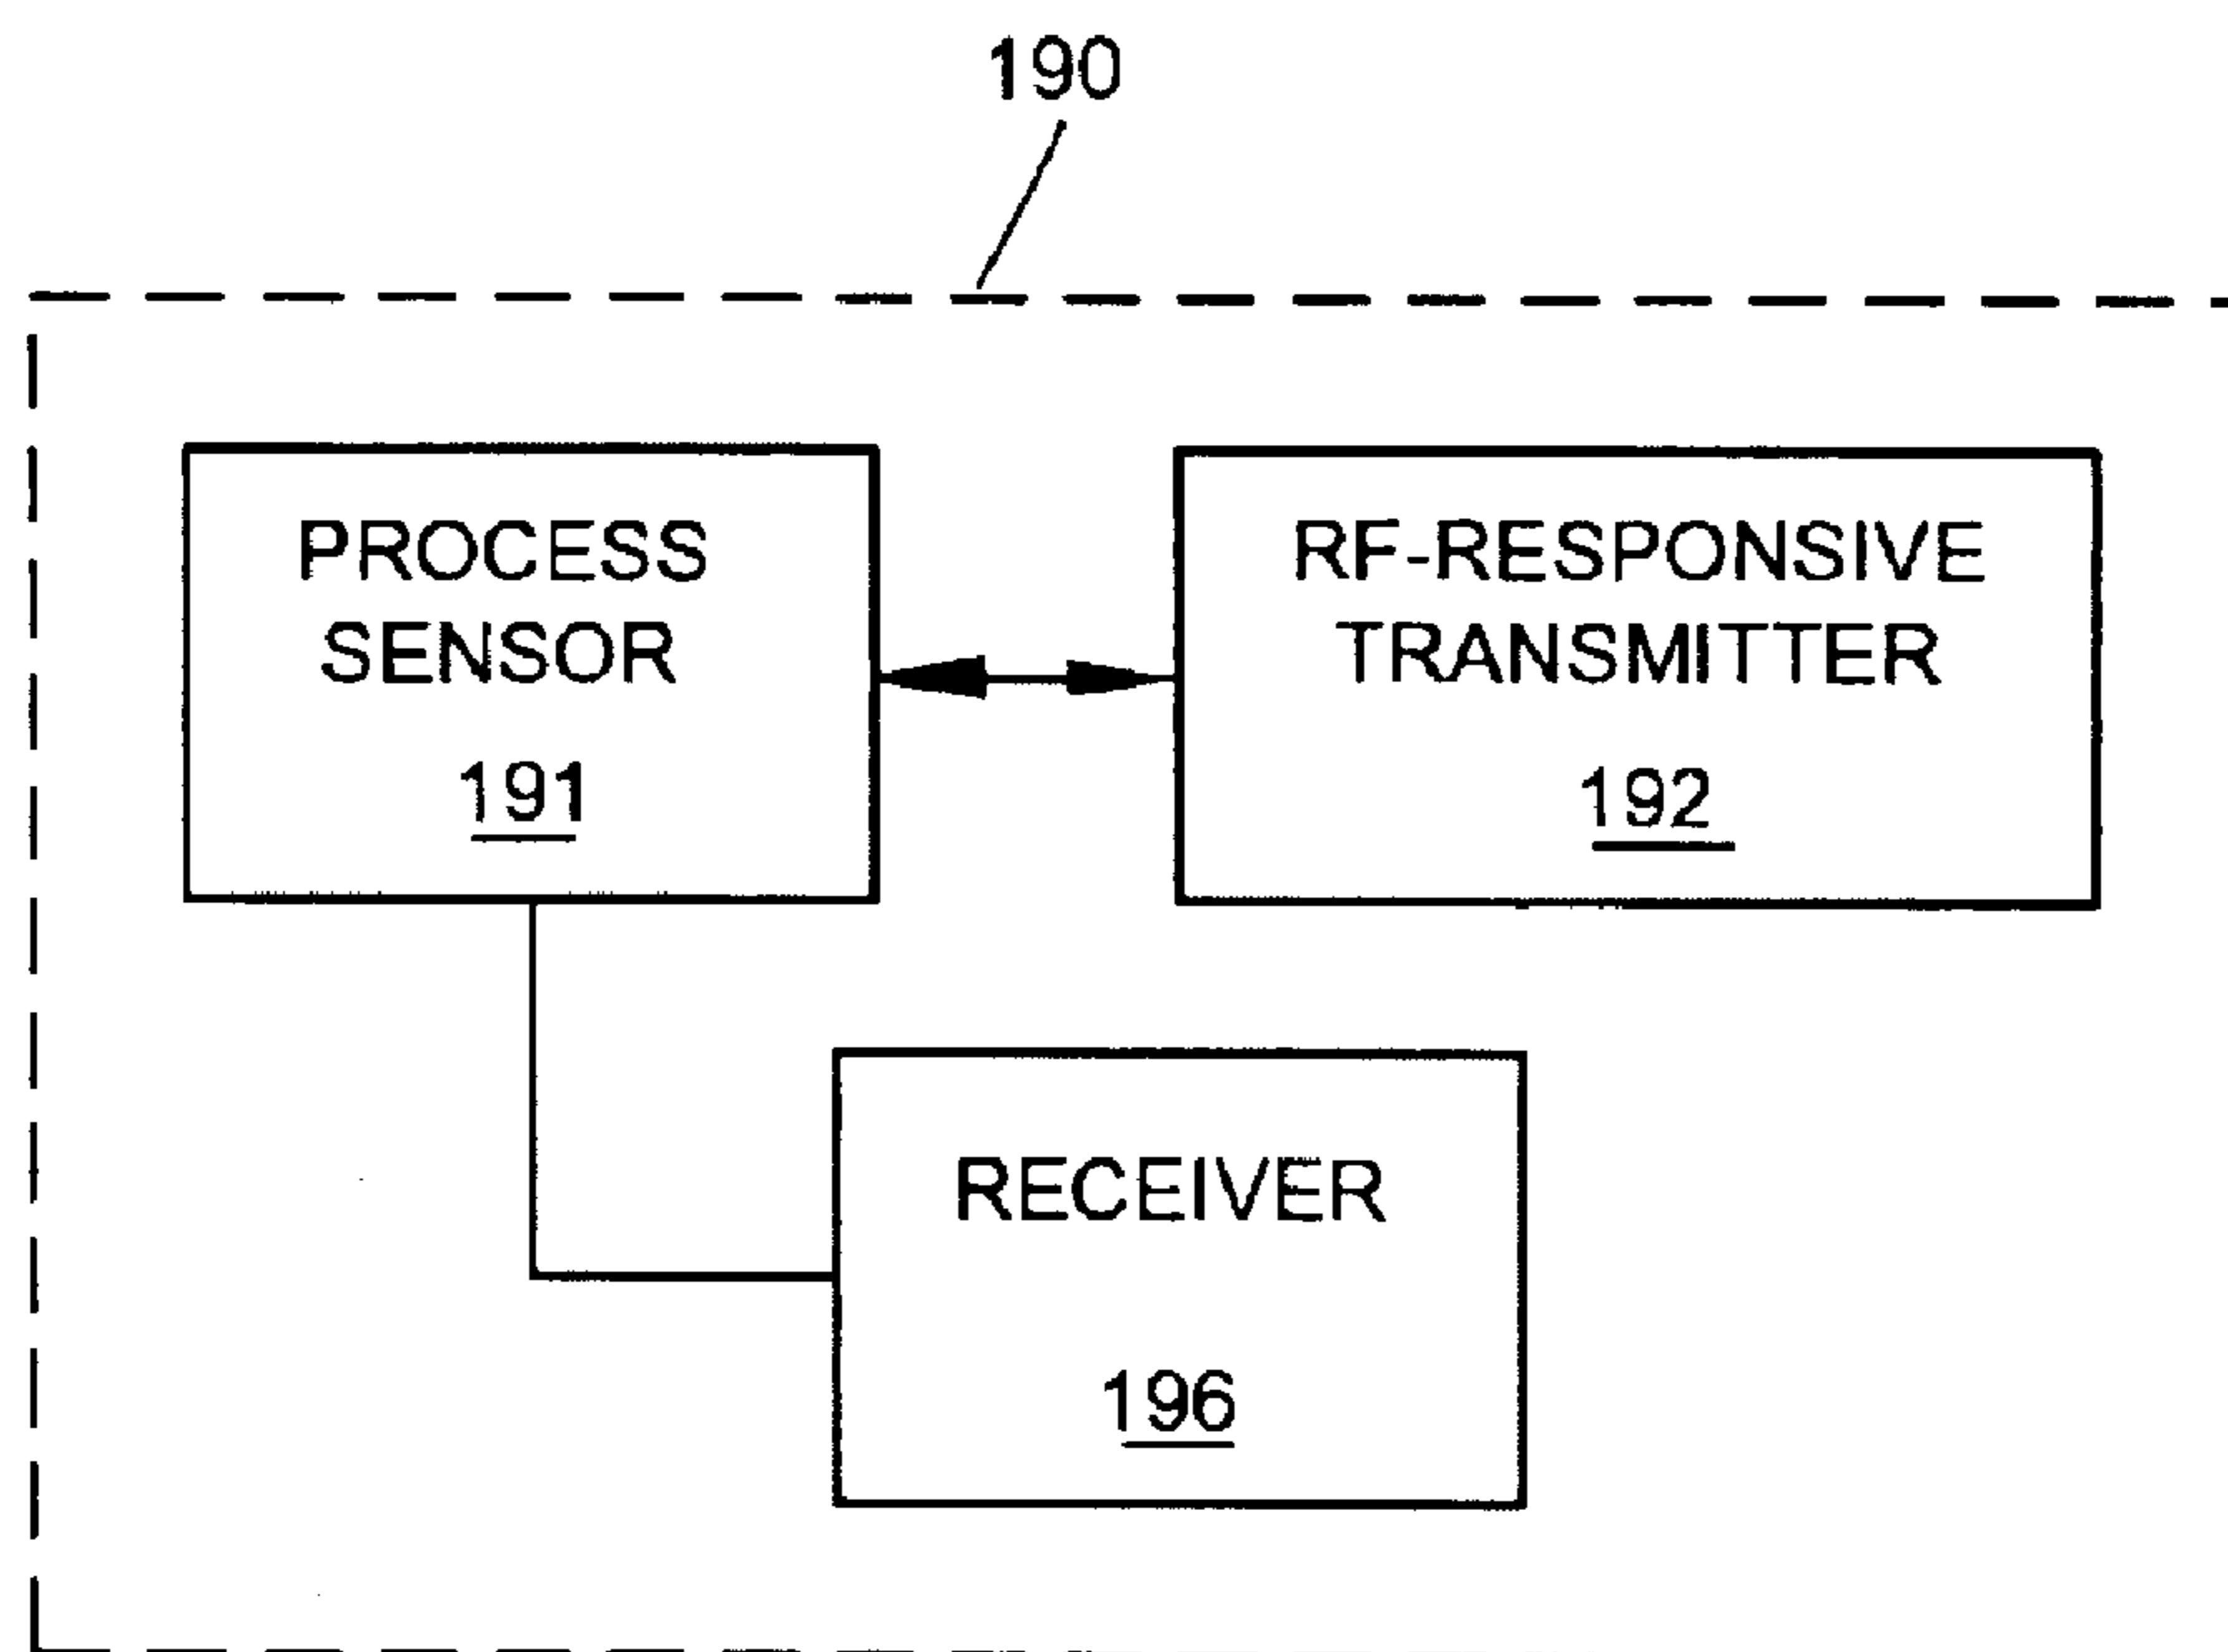 190
PROCESS
SENSOR
191
RF-RESPONSIVE
TRANSMITTER
192
RECEIVER
196